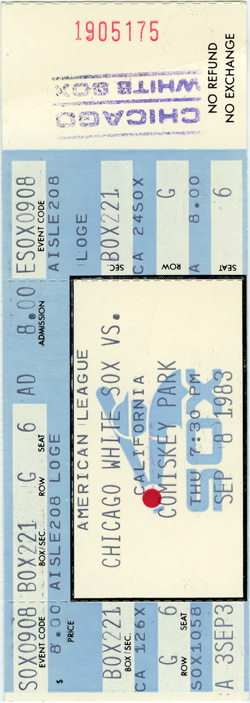 1905175
CHICAGO
WHITE SOX
NO REFUND
NO EXCHANGE
ESOX0908
EVENT CODE
AISLE208
LOGE
BOX221
SEC.
CA 24SOX
G
ROW
A 8.00
6
SEAT
8.00
ADMISSION
AD
6
SEAT
G
ROW
BOX221
BOX/SEC.
SOX0908
EVENT CODE
AISLE208 LOGE
8.
PRICE
$
AMERICAN LEAGUE
CHICAGO WHITE SOX VS.
CALIFORNIA
COMISKEY PARK
THU 7:30 PM
SEP 8 1983
SOX
BOX221
BOX/SEC.
CA 126X
G 6
ROW SEAT
SOX1058
A 3SEP3